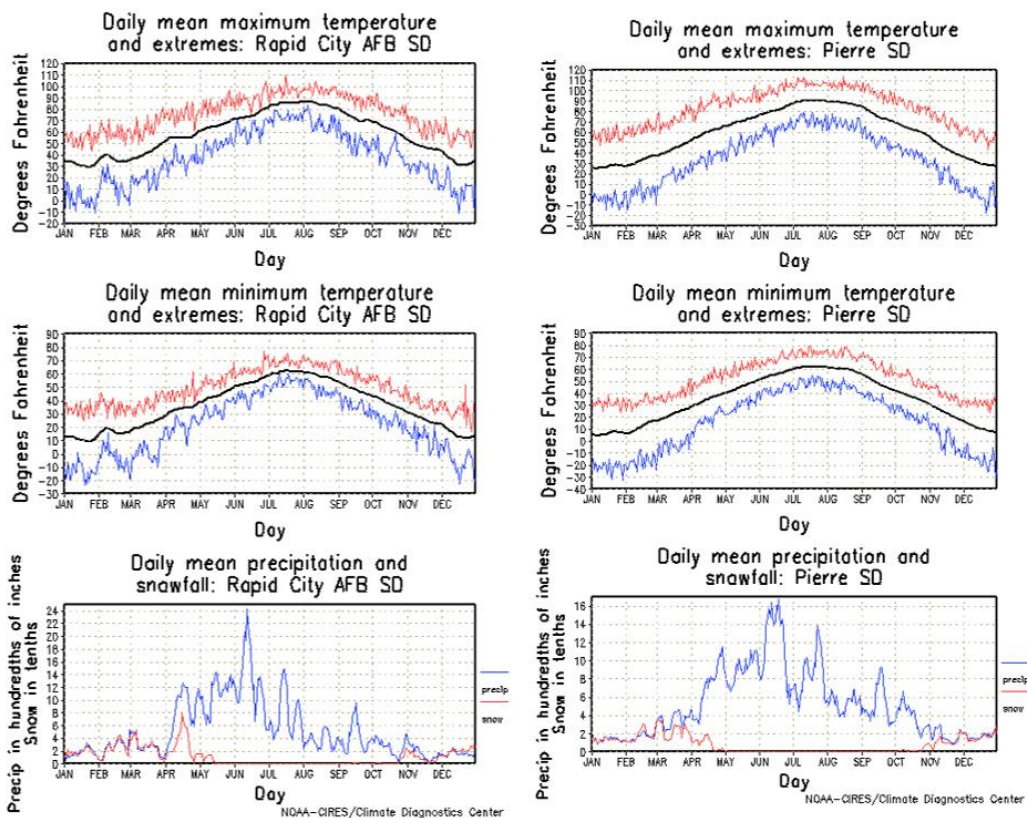 Daily mean maximum temperature
and extremes: Rapid City AFB SD
Degrees Fahrenheit
120
110
100
90
80
70
60
50
40
30
20
10
0
-10
-20
JAN FEB MAR APR MAY JUN JUL AUG SEP OCT NOV DEC
Day
Daily mean maximum temperature
and extremes: Pierre SD
Degrees Fahrenheit
120
110
100
90
80
70
60
50
40
30
20
10
0
-10
-20
-30
JAN FEB MAR APR MAY JUN JUL AUG SEP OCT NOV DEC
Day
Daily mean minimum temperature
and extremes: Rapid City AFB SD
Degrees Fahrenheit
90
80
70
60
50
40
30
20
10
0
-10
-20
-30
JAN FEB MAR APR MAY JUN JUL AUG SEP OCT NOV DEC
Day
Daily mean minimum temperature
and extremes: Pierre SD
Degrees Fahrenheit
90
80
70
60
50
40
30
20
10
0
-10
-20
-30
-40
JAN FEB MAR APR MAY JUN JUL AUG SEP OCT NOV DEC
Day
Daily mean precipitation and
snowfall: Rapid City AFB SD
Precip in hundredths of inches
Snow in tenths
24
22
20
18
16
14
12
10
8
6
4
2
0
JAN FEB MAR APR MAY JUN JUL AUG SEP OCT NOV DEC
Day
precip
snow
NOAA-CIRES/Climate Diagnostics Center
Daily mean precipitation and
snowfall: Pierre SD
Precip in hundredths of inches
Snow in tenths
16
14
12
10
8
6
4
2
0
JAN FEB MAR APR MAY JUN JUL AUG SEP OCT NOV DEC
Day
precip
snow
NOAA-CIRES/Climate Diagnostics Center